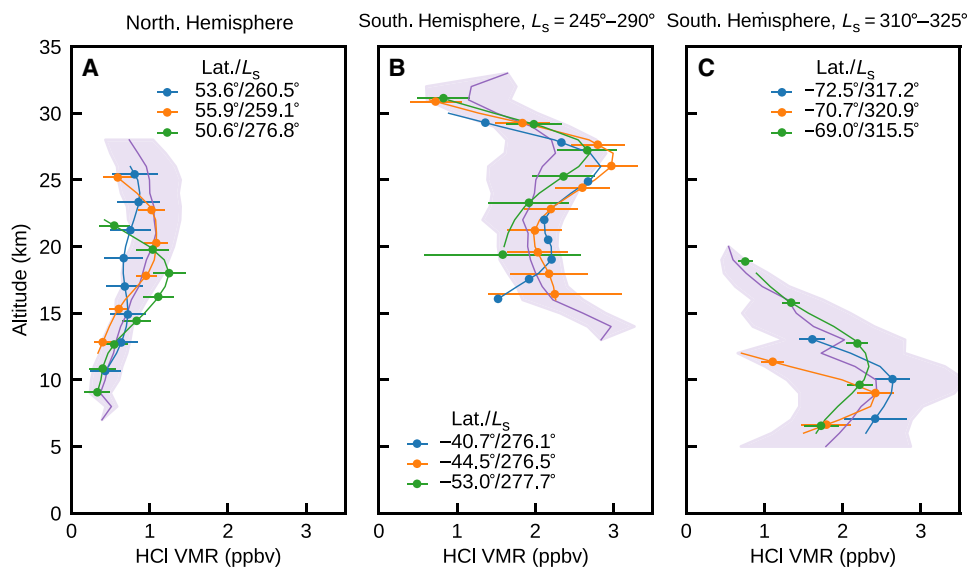 North. Hemisphere
South. Hemisphere, Ls = 245°–290°
South. Hemisphere, Ls = 310°–325°
A
Lat./Ls
53.6°/260.5°
55.9°/259.1°
50.6°/276.8°
B
C
Lat./Ls
−72.5°/317.2°
−70.7°/320.9°
−69.0°/315.5°
Lat./Ls
−40.7°/276.1°
−44.5°/276.5°
−53.0°/277.7°
Altitude (km)
35
30
25
20
15
10
5
0
0 1 2 3
0 1 2 3
0 1 2 3
HCl VMR (ppbv)
HCl VMR (ppbv)
HCl VMR (ppbv)